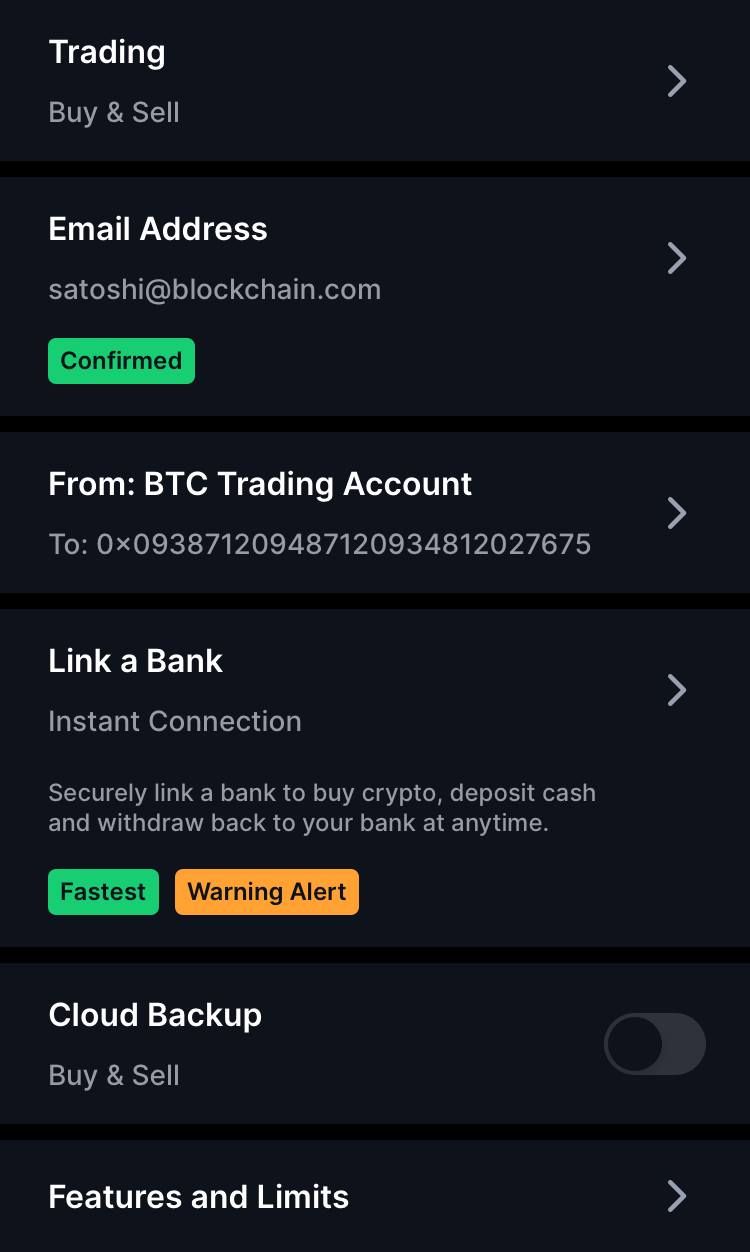 Trading
Buy & Sell
Email Address
satoshi@blockchain.com
Confirmed
From: BTC Trading Account
To: 0×093871209487120934812027675
Link a Bank
Instant Connection
Securely link a bank to buy crypto, deposit cash
and withdraw back to your bank at anytime.
Fastest
Warning Alert
Cloud Backup
Buy & Sell
Features and Limits